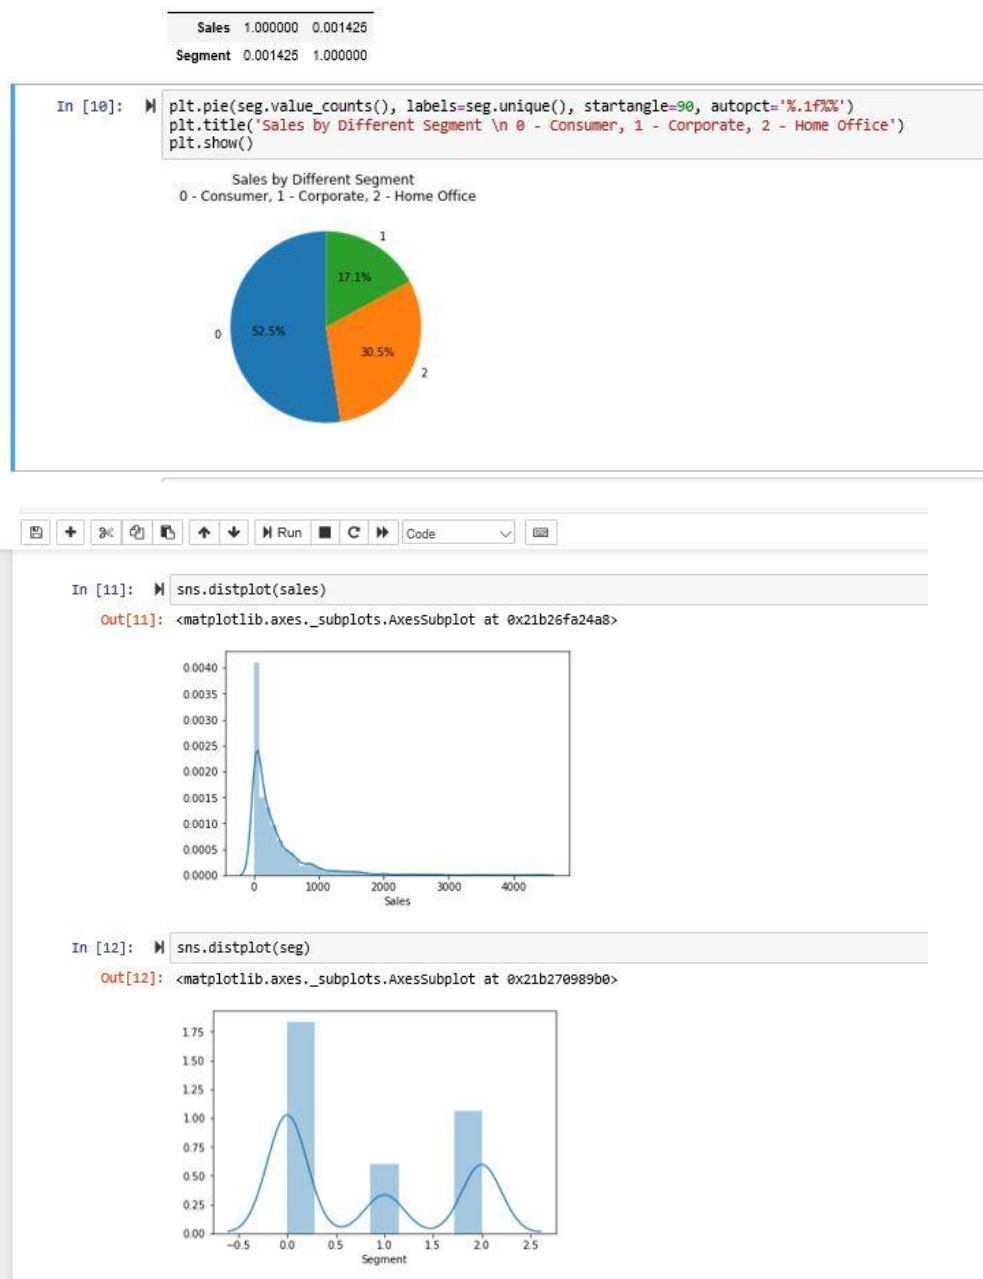 Sales 1.000000 0.001425
Segment 0.001425 1.000000
In [10]: plt.pie(seg.value_counts(), labels=seg.unique(), startangle=90, autopct='%.1f%%')
plt.title('Sales by Different Segment \n 0 - Consumer, 1 - Corporate, 2 - Home Office')
plt.show()
Sales by Different Segment
0 - Consumer, 1 - Corporate, 2 - Home Office
1
17.1%
0
52.5%
30.5%
2
Run Code
In [11]: sns.distplot(sales)
Out[11]: <matplotlib.axes._subplots.AxesSubplot at 0x21b26fa24a8>
0.0040
0.0035
0.0030
0.0025
0.0020
0.0015
0.0010
0.0005
0.0000
0 1000 2000 3000 4000
Sales
In [12]: sns.distplot(seg)
Out[12]: <matplotlib.axes._subplots.AxesSubplot at 0x21b270989b0>
1.75
1.50
1.25
1.00
0.75
0.50
0.25
0.00
−0.5 0.0 0.5 1.0 1.5 2.0 2.5
Segment